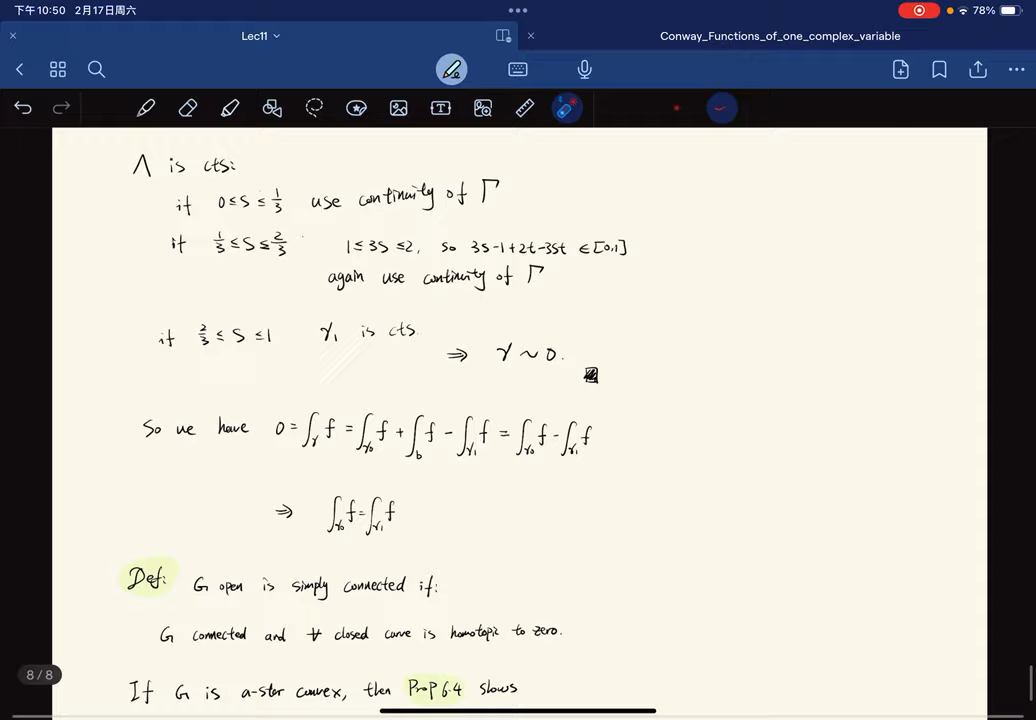 下午10:50 2月17日周六
78%
Lec11
Conway_Functions_of_one_complex_variable
Λ is cts:
if 0≤s≤1/3 use continuity of Γ
if 1/3≤s≤2/3 1≤3s≤2, so 3s-1+2t-3st ∈[0,1]
again use continuity of Γ
if 2/3≤s≤1 γ₁ is cts.
⇒ γ~0.
So we have 0=∫_γ f = ∫_γ₀ f + ∫_b f - ∫_γ₁ f = ∫_γ₀ f - ∫_γ₁ f
⇒ ∫_γ₀ f = ∫_γ₁ f
Def: G open is simply connected if:
G connected and ∀ closed curve is homotopic to zero.
8/8
If G is a-star convex, then Prop 6.4 shows